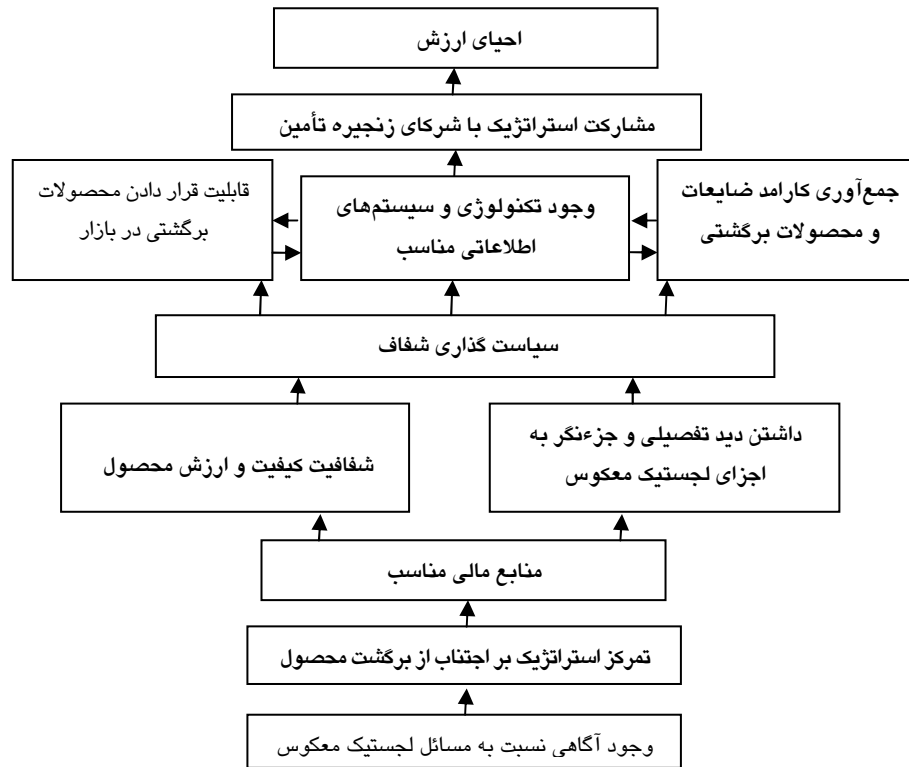 احیای ارزش
مشارکت استراتژیک با شرکای زنجیره تأمین
جمع‌آوری کارامد ضایعات
و محصولات برگشتی
وجود تکنولوژی و سیستم‌های
اطلاعاتی مناسب
قابلیت قرار دادن محصولات
برگشتی در بازار
سیاست گذاری شفاف
داشتن دید تفصیلی و جزءنگر به
اجزای لجستیک معکوس
شفافیت کیفیت و ارزش محصول
منابع مالی مناسب
تمرکز استراتژیک بر اجتناب از برگشت محصول
وجود آگاهی نسبت به مسائل لجستیک معکوس